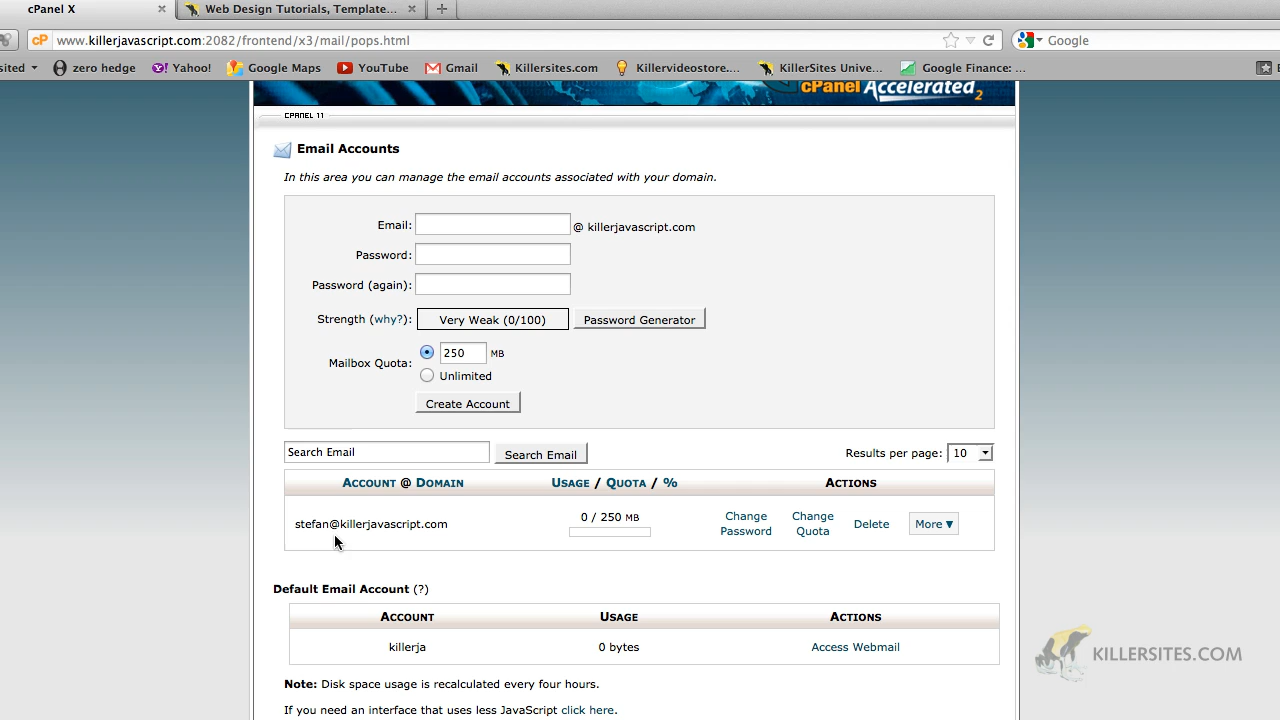 cPanel X
Web Design Tutorials, Template...
www.killerjavascript.com:2082/frontend/x3/mail/pops.html
Google
sited
zero hedge
Yahoo!
Google Maps
YouTube
Gmail
Killersites.com
Killervideostore....
KillerSites Unive...
Google Finance: ...
cPanel Accelerated2
CPANEL 11
Email Accounts
In this area you can manage the email accounts associated with your domain.
Email:
@ killerjavascript.com
Password:
Password (again):
Strength (why?):
Very Weak (0/100)
Password Generator
Mailbox Quota:
250
MB
Unlimited
Create Account
Search Email
Search Email
Results per page:
10
ACCOUNT @ DOMAIN
USAGE / QUOTA / %
ACTIONS
stefan@killerjavascript.com
0 / 250 MB
Change Password
Change Quota
Delete
More ▼
Default Email Account (?)
ACCOUNT
USAGE
ACTIONS
killerja
0 bytes
Access Webmail
Note: Disk space usage is recalculated every four hours.
If you need an interface that uses less JavaScript click here.
KILLERSITES.COM